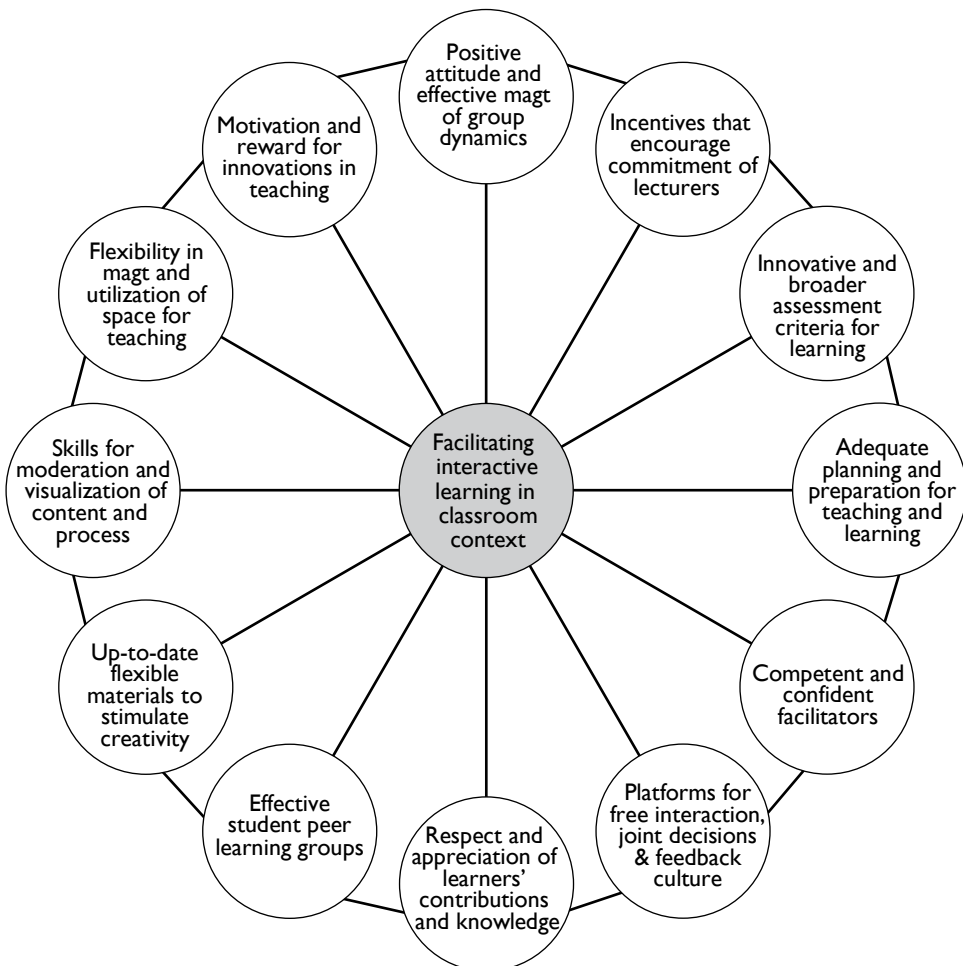 Positive
attitude and
effective magt
of group
dynamics
Incentives that
encourage
commitment of
lecturers
Innovative and
broader
assessment
criteria for
learning
Adequate
planning and
preparation for
teaching and
learning
Competent and
confident
facilitators
Platforms for
free interaction,
joint decisions
& feedback
culture
Respect and
appreciation of
learners’
contributions
and knowledge
Effective
student peer
learning groups
Up-to-date
flexible
materials to
stimulate
creativity
Skills for
moderation and
visualization of
content and
process
Flexibility in
magt and
utilization of
space for
teaching
Motivation and
reward for
innovations in
teaching
Facilitating
interactive
learning in
classroom
context